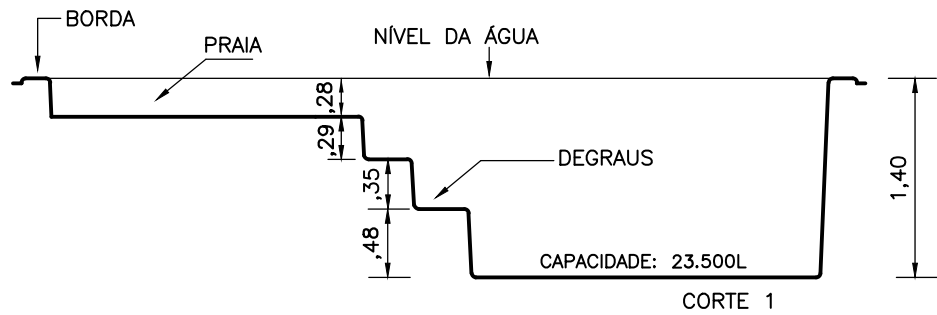 BORDA
PRAIA
NÍVEL DA ÁGUA
,28
,29
DEGRAUS
,35
1,40
,48
CAPACIDADE: 23.500L
CORTE 1